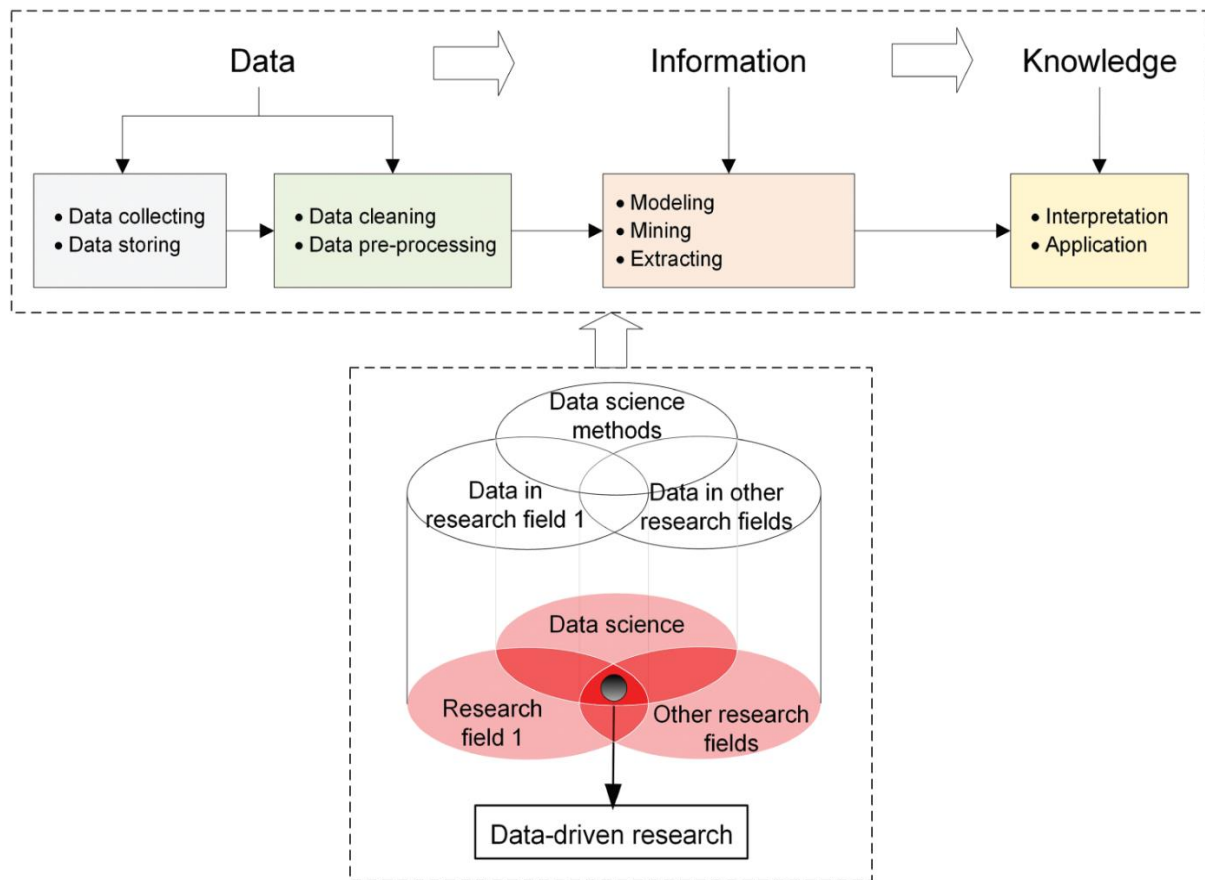 Data
Information
Knowledge
• Data collecting
• Data storing
• Data cleaning
• Data pre-processing
• Modeling
• Mining
• Extracting
• Interpretation
• Application
Data science
methods
Data in
research field 1
Data in other
research fields
Data science
Research
field 1
Other research
fields
Data-driven research